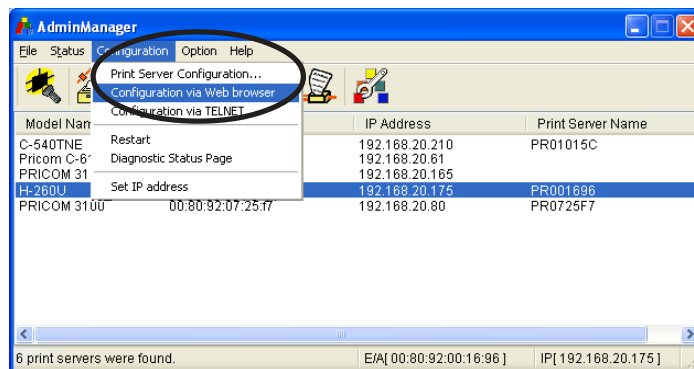 AdminManager
File Status Configuration Option Help
Print Server Configuration...
Configuration via Web browser
Configuration via TELNET
Restart
Diagnostic Status Page
Set IP address
Model Nam IP Address Print Server Name
C-540TNE 192.168.20.210 PR01015C
Pricom C-61 192.168.20.61
PRICOM 31 192.168.20.165
H-260U 192.168.20.175 PR001696
PRICOM 3100 00:80:92:07:25:f7 192.168.20.80 PR0725F7
6 print servers were found. E/A[ 00:80:92:00:16:96 ] IP[ 192.168.20.175 ]